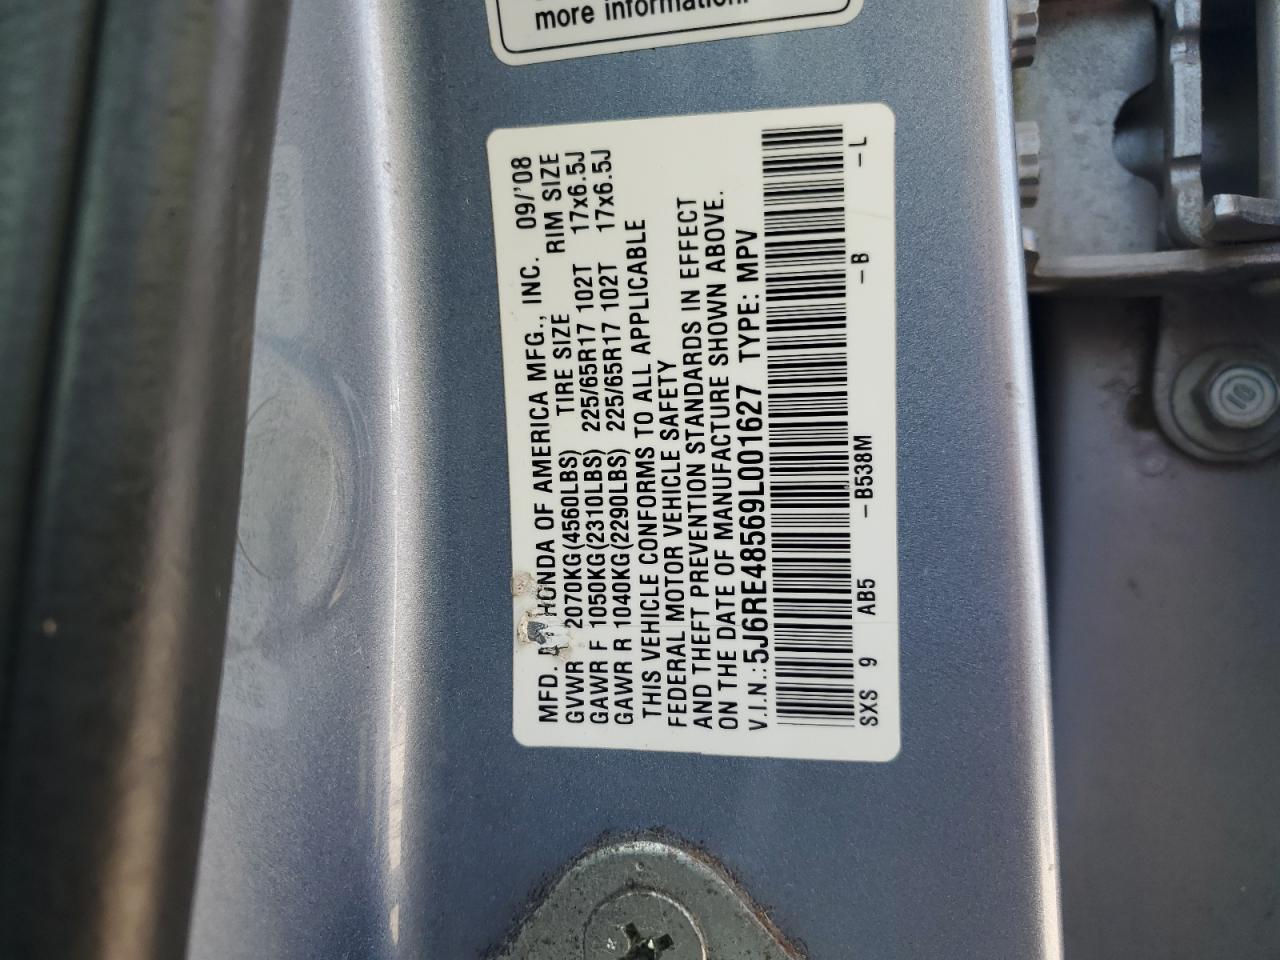 more information.
MFD. HONDA OF AMERICA MFG., INC. 09/'08
GVWR 2070KG(4560LBS) TIRE SIZE RIM SIZE
GAWR F 1050KG(2310LBS) 225/65R17 102T 17x6.5J
GAWR R 1040KG(2290LBS) 225/65R17 102T 17x6.5J
THIS VEHICLE CONFORMS TO ALL APPLICABLE
FEDERAL MOTOR VEHICLE SAFETY
AND THEFT PREVENTION STANDARDS IN EFFECT
ON THE DATE OF MANUFACTURE SHOWN ABOVE.
V.I.N.:5J6RE48569L001627 TYPE: MPV
SXS 9 AB5 -B538M -B -L
10